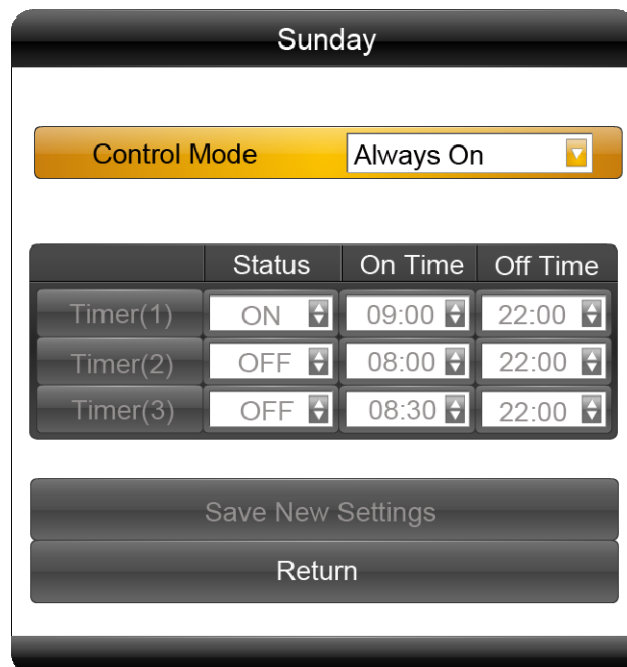 Sunday
Control Mode Always On
Status On Time Off Time
Timer(1) ON 09:00 22:00
Timer(2) OFF 08:00 22:00
Timer(3) OFF 08:30 22:00
Save New Settings
Return